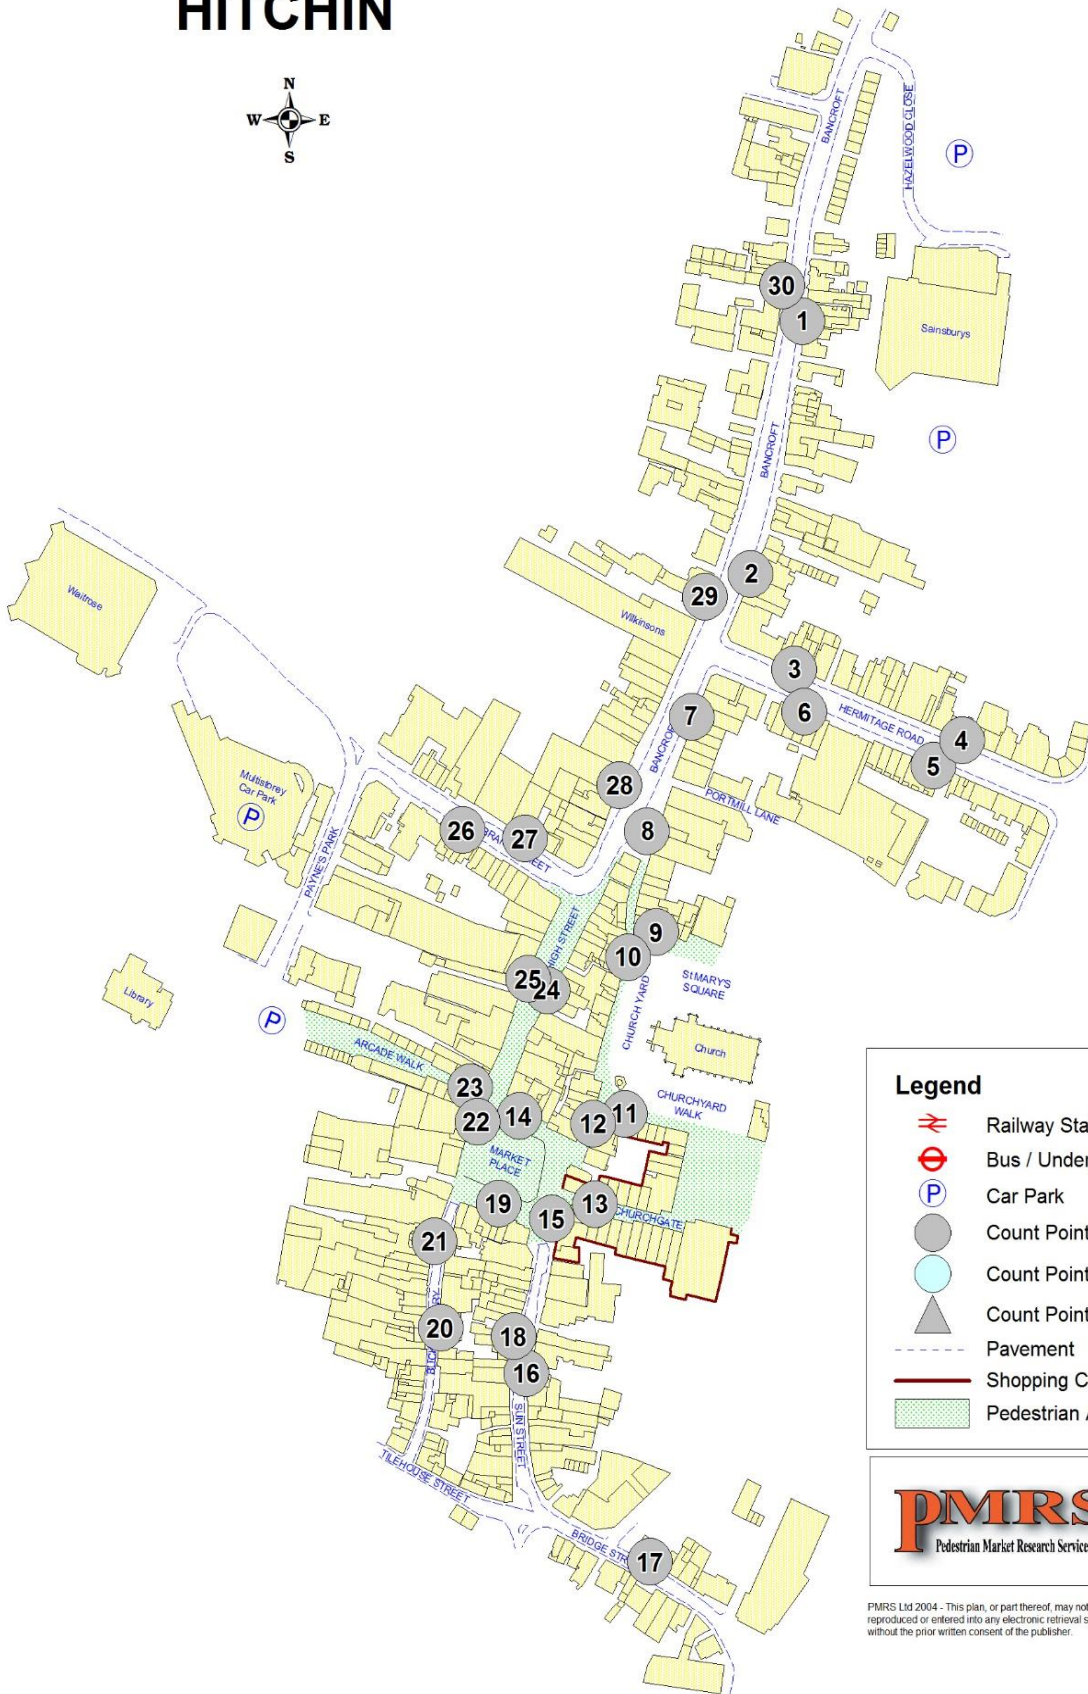 HITCHIN
N
W E
S
BANCROFT
HAZELWOOD CLOSE
P
30
1
Sainsburys
P
BANCROFT
Waitrose
2
29
Wilkinsons
3
6
HERMITAGE ROAD
4
5
7
BANCROFT
28
PORTMILL LANE
8
Multistorey
Car Park
P
26
27
PAYNE'S PARK
HIGH STREET
9
10
St MARY'S
SQUARE
25
24
CHURCH YARD
Library
P
Church
ARCADE WALK
23
22
14
CHURCHYARD
WALK
11
12
MARKET
PLACE
19
15
13
CHURCHGATE
21
20
18
16
SUN STREET
TILEHOUSE STREET
BRIDGE STR
17
Legend
Railway Sta
Bus / Under
P Car Park
Count Point
Count Point
Count Point
Pavement
Shopping C
Pedestrian
PMRS
Pedestrian Market Research Service
PMRS Ltd 2004 - This plan, or part thereof, may not
reproduced or entered into any electronic retrieval s
without the prior written consent of the publisher.